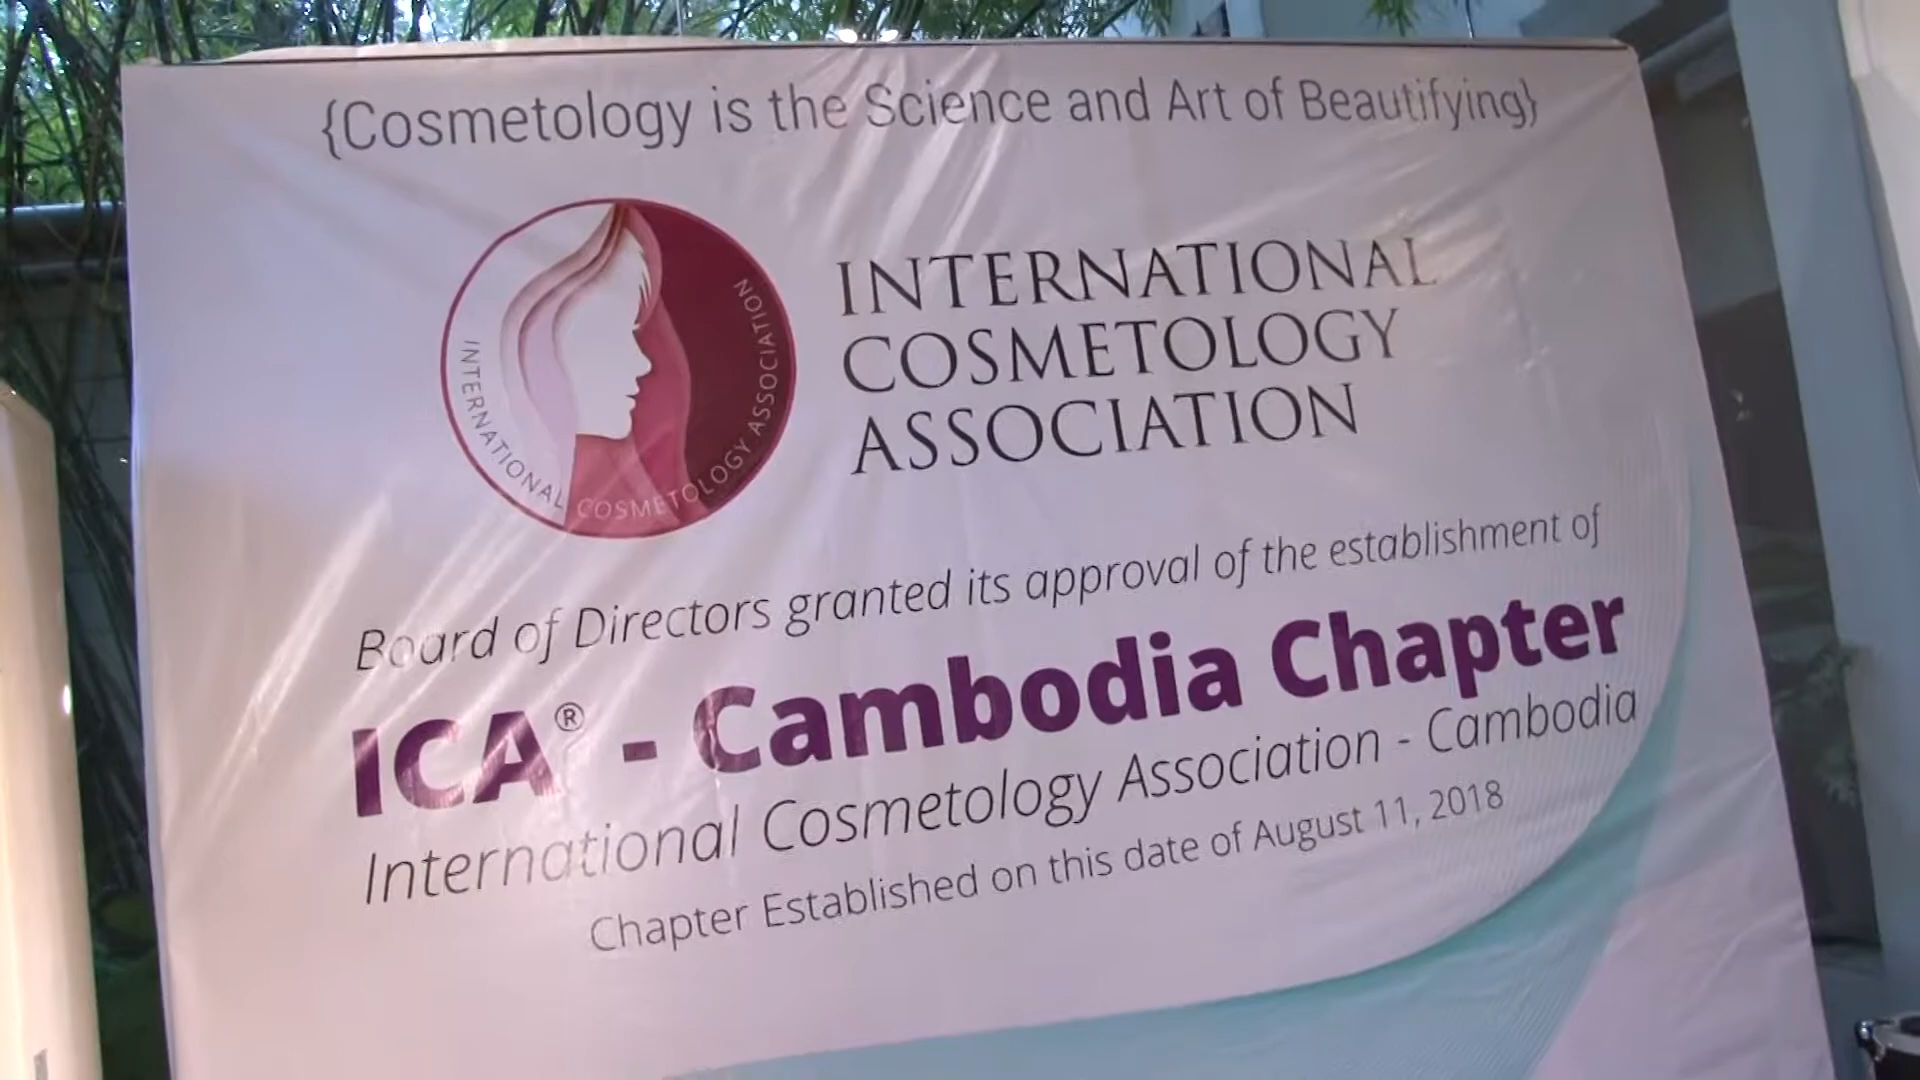 {Cosmetology is the Science and Art of Beautifying}
INTERNATIONAL COSMETOLOGY ASSOCIATION
INTERNATIONAL
COSMETOLOGY
ASSOCIATION
Board of Directors granted its approval of the establishment of
ICA® - Cambodia Chapter
International Cosmetology Association - Cambodia
Chapter Established on this date of August 11, 2018